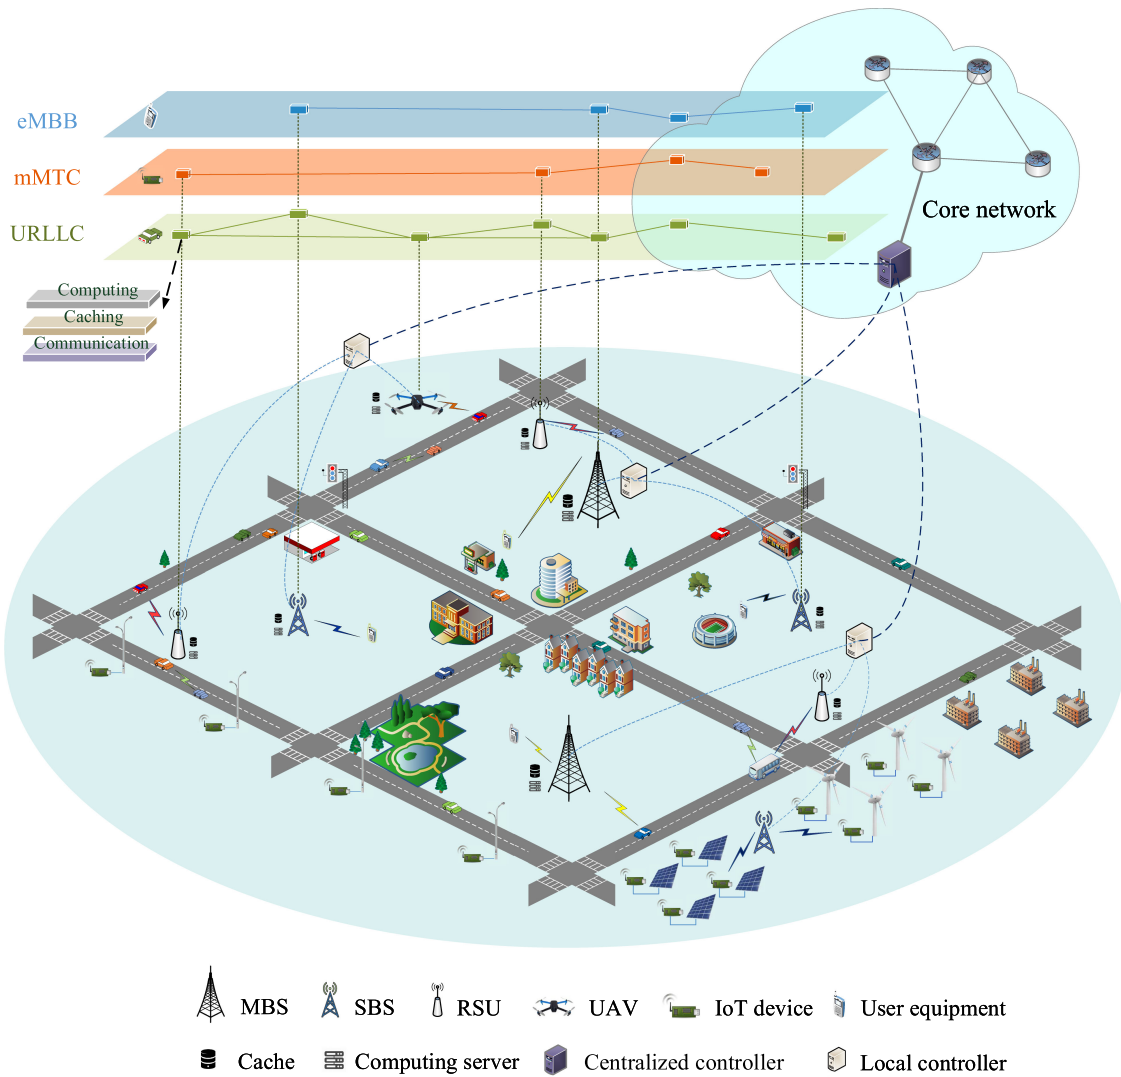 eMBB
mMTC
URLLC
Core network
Computing
Caching
Communication
MBS
SBS
RSU
UAV
IoT device
User equipment
Cache
Computing server
Centralized controller
Local controller